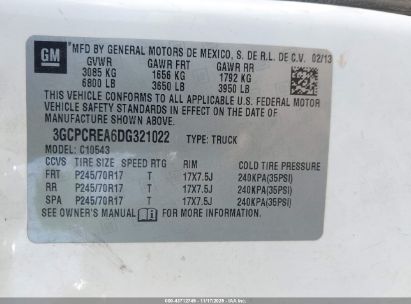 GM MFD BY GENERAL MOTORS DE MEXICO, S. DE R.L. DE C.V. 02/13
GVWR GAWR FRT GAWR RR
3085 KG 1656 KG 1792 KG
6800 LB 3650 LB 3950 LB
THIS VEHICLE CONFORMS TO ALL APPLICABLE U.S. FEDERAL MOTOR
VEHICLE SAFETY STANDARDS IN EFFECT ON THE DATE OF
MANUFACTURE SHOWN ABOVE.
3GCPCREA6DG321022 TYPE: TRUCK
MODEL: C10543
CCVS TIRE SIZE SPEED RTG RIM COLD TIRE PRESSURE
FRT P245/70R17 T 17X7.5J 240KPA(35PSI)
RR P245/70R17 T 17X7.5J 240KPA(35PSI)
SPA P245/70R17 T 17X7.5J 240KPA(35PSI)
SEE OWNER'S MANUAL FOR MORE INFORMATION.